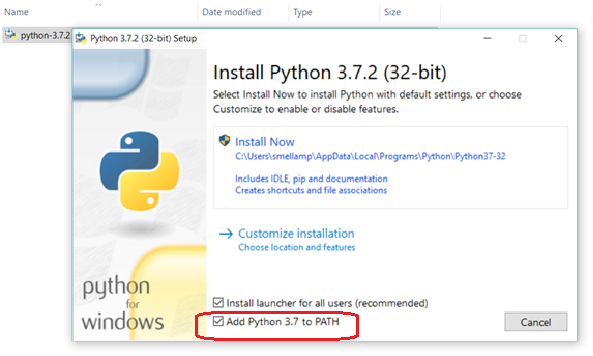 Name Date modified Type Size
python-3.7.2
Python 3.7.2 (32-bit) Setup
Install Python 3.7.2 (32-bit)
Select Install Now to install Python with default settings, or choose
Customize to enable or disable features.
Install Now
C:\Users\smellamp\AppData\Local\Programs\Python\Python37-32
Includes IDLE, pip and documentation
Creates shortcuts and file associations
Customize installation
Choose location and features
python
for
windows
Install launcher for all users (recommended)
Add Python 3.7 to PATH
Cancel